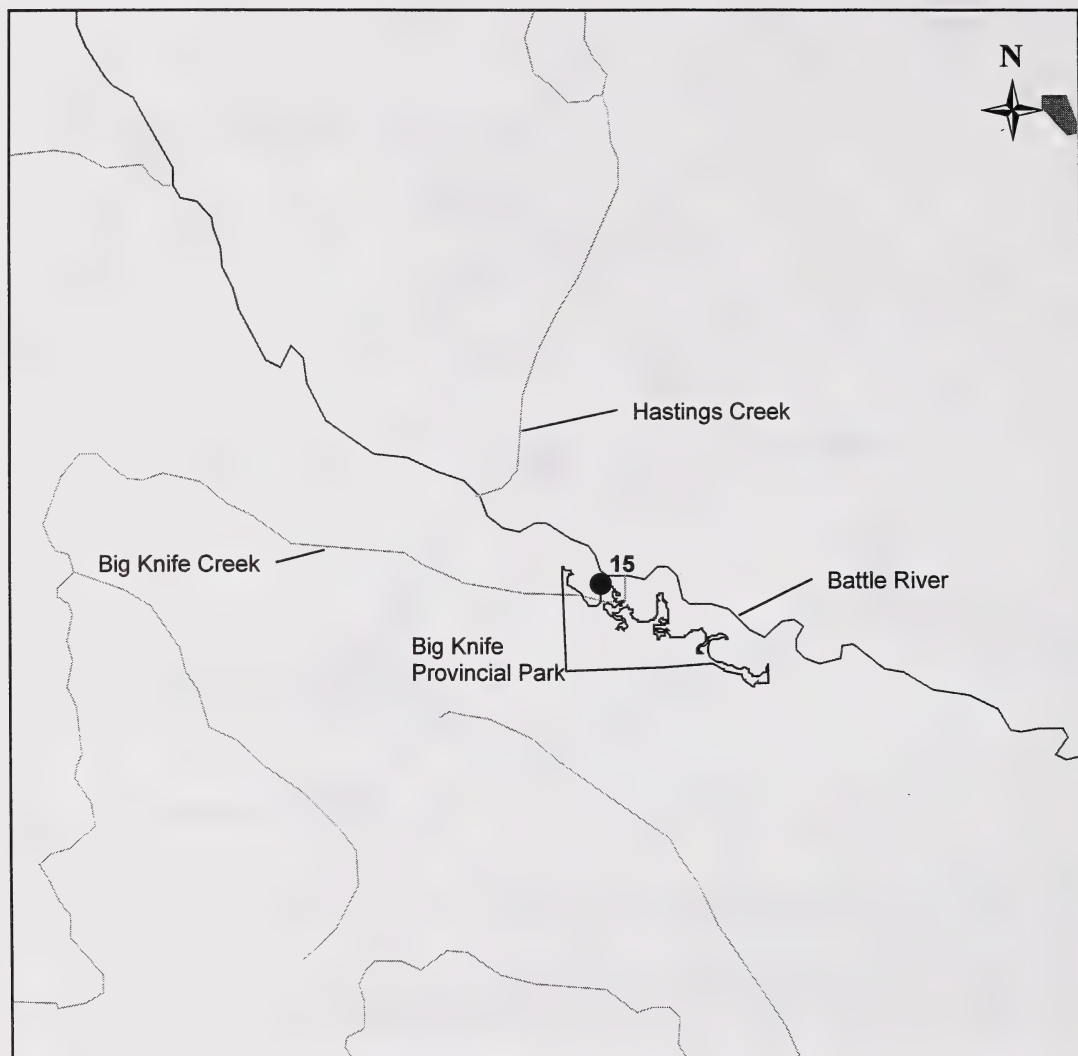 N
Hastings Creek
15
Big Knife Creek
Battle River
Big Knife
Provincial Park